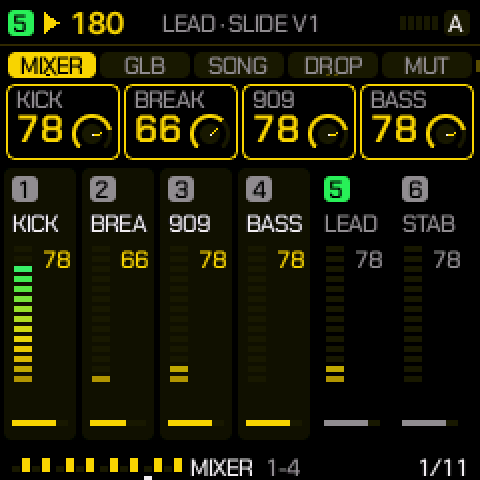 5 180 LEAD·SLIDE V1 A
MIXER GLB SONG DROP MUT
KICK BREAK 909 BASS
78 66 78 78
1 2 3 4 5 6
KICK BREA 909 BASS LEAD STAB
78 66 78 78 78 78
MIXER 1-4 1/11